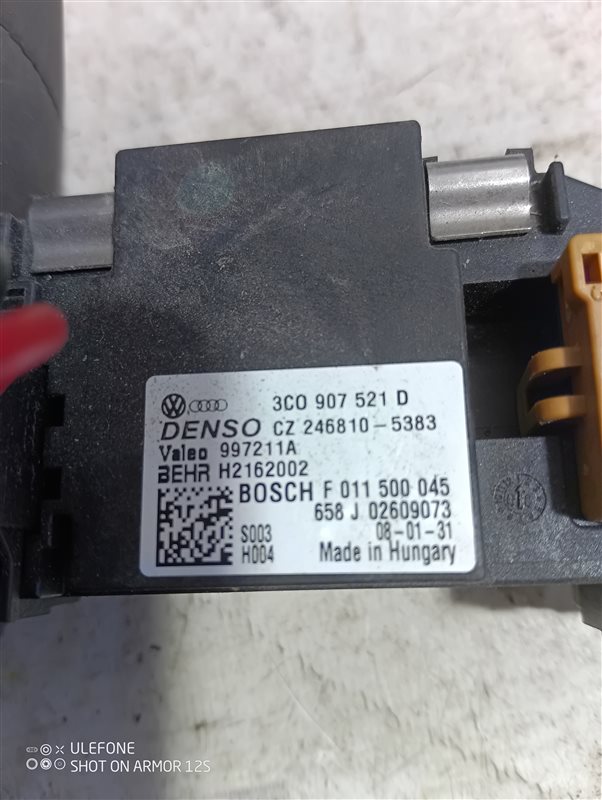 3C0 907 521 D
DENSO CZ 246810-5383
Valeo 997211A
BEHR H2162002
BOSCH F 011 500 045
658 J 02609073
S003 08-01-31
H004 Made in Hungary
ULEFONE
SHOT ON ARMOR 12S